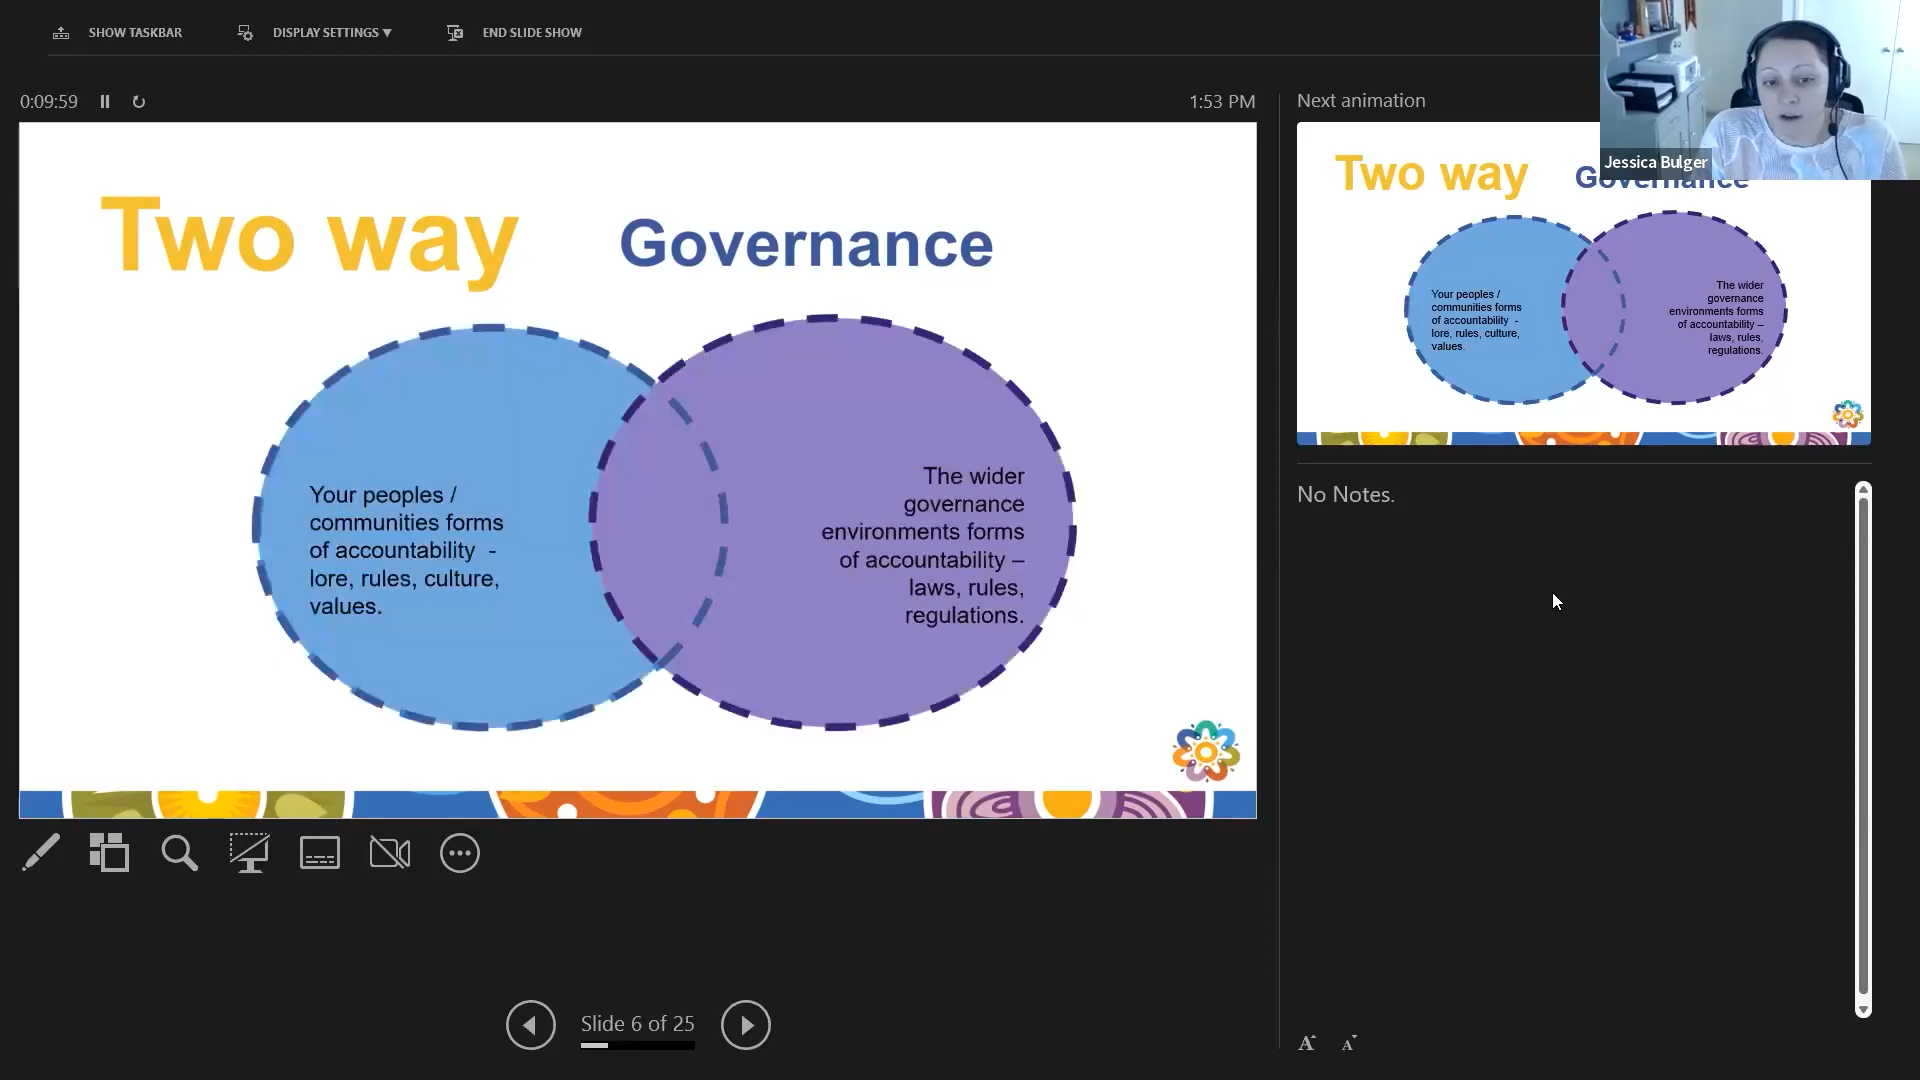 SHOW TASKBAR
DISPLAY SETTINGS ▼
END SLIDE SHOW
0:09:59
1:53 PM
Two way
Governance
Your peoples /
communities forms
of accountability  -
lore, rules, culture,
values.
The wider
governance
environments forms
of accountability –
laws, rules,
regulations.
Slide 6 of 25
Next animation
Jessica Bulger
Two way
Governance
Your peoples /
communities forms
of accountability  -
lore, rules, culture,
values.
The wider
governance
environments forms
of accountability –
laws, rules,
regulations.
No Notes.
A A